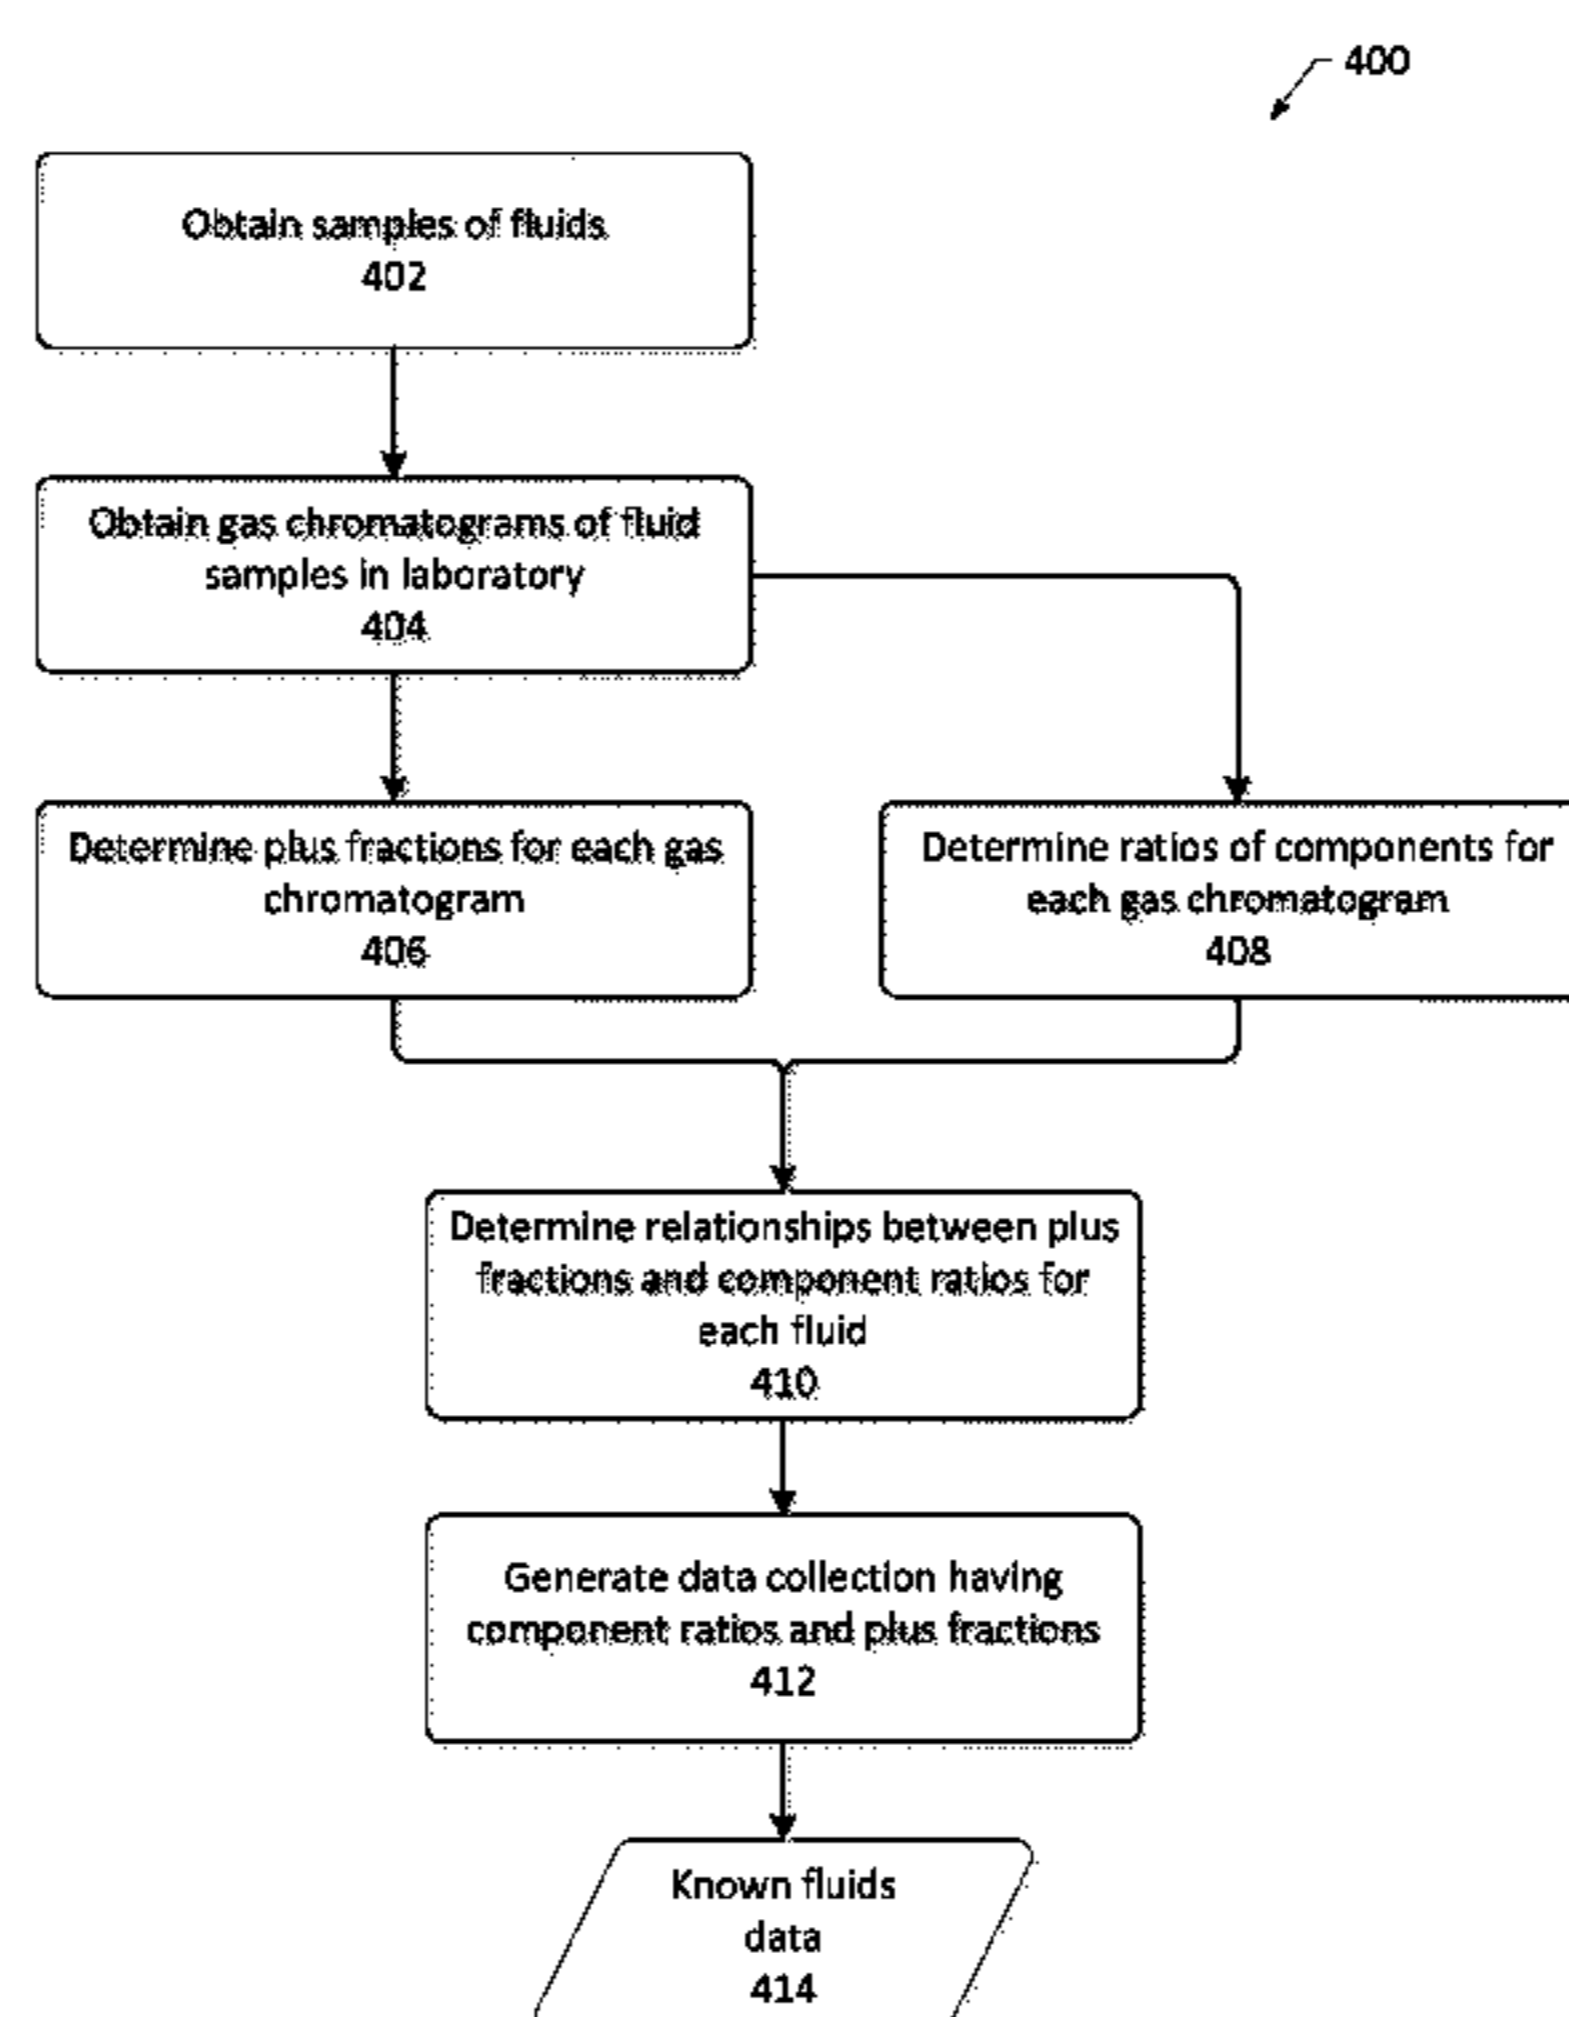 400
Obtain samples of fluids
402
Obtain gas chromatograms of fluid
samples in laboratory
404
Determine plus fractions for each gas
chromatogram
406
Determine ratios of components for
each gas chromatogram
408
Determine relationships between plus
fractions and component ratios for
each fluid
410
Generate data collection having
component ratios and plus fractions
412
Known fluids
data
414